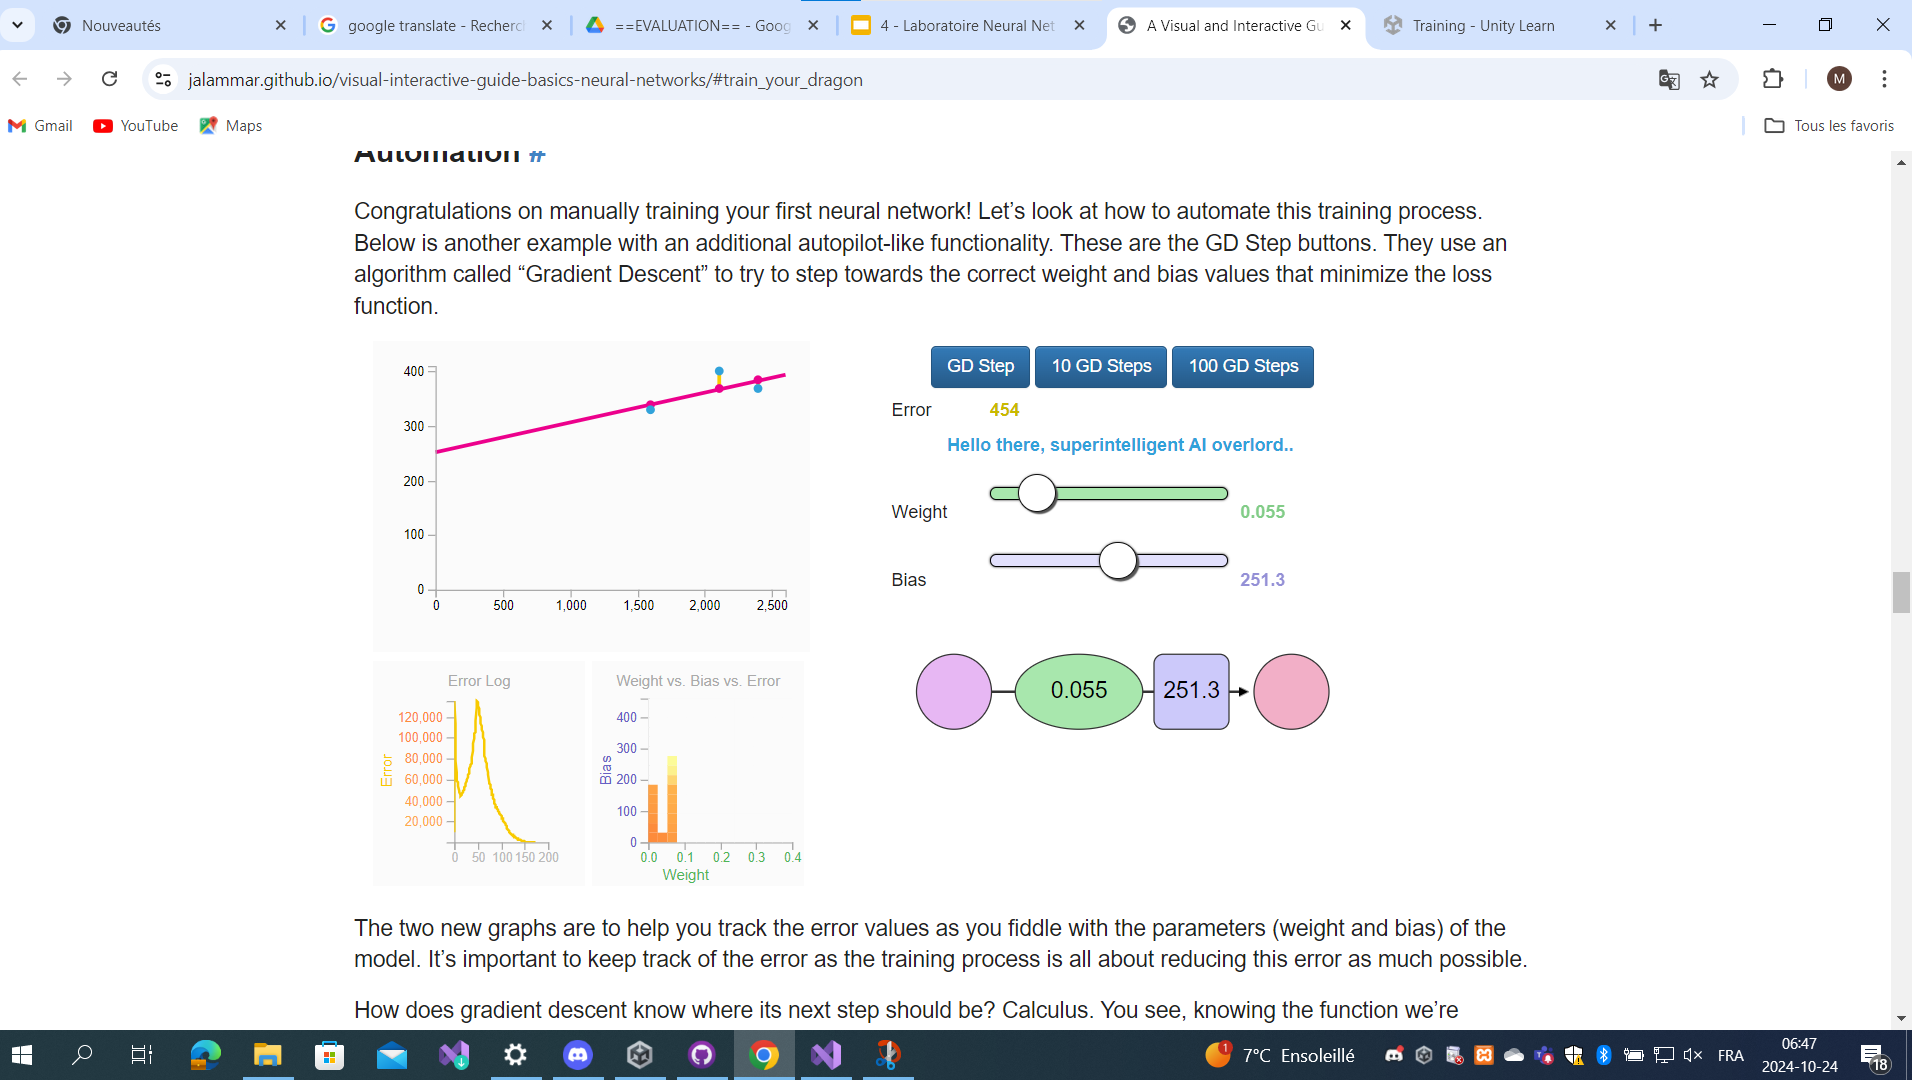 Nouveautés
google translate - Recherc
==EVALUATION== - Goog
4 - Laboratoire Neural Net
A Visual and Interactive Gu
Training - Unity Learn
jalammar.github.io/visual-interactive-guide-basics-neural-networks/#train_your_dragon
M
Gmail
YouTube
Maps
Tous les favoris
Automation #
Congratulations on manually training your first neural network! Let’s look at how to automate this training process.
Below is another example with an additional autopilot-like functionality. These are the GD Step buttons. They use an
algorithm called “Gradient Descent” to try to step towards the correct weight and bias values that minimize the loss
function.
400
300
200
100
0
0 500 1,000 1,500 2,000 2,500
GD Step
10 GD Steps
100 GD Steps
Error 454
Hello there, superintelligent AI overlord..
Weight 0.055
Bias 251.3
0.055
251.3
Error Log
120,000
100,000
80,000
60,000
40,000
20,000
Error
0 50 100 150 200
Weight vs. Bias vs. Error
400
300
200
100
0
Bias
0.0 0.1 0.2 0.3 0.4
Weight
The two new graphs are to help you track the error values as you fiddle with the parameters (weight and bias) of the
model. It’s important to keep track of the error as the training process is all about reducing this error as much possible.
How does gradient descent know where its next step should be? Calculus. You see, knowing the function we’re
1
7°C Ensoleillé
FRA
06:47
2024-10-24
18